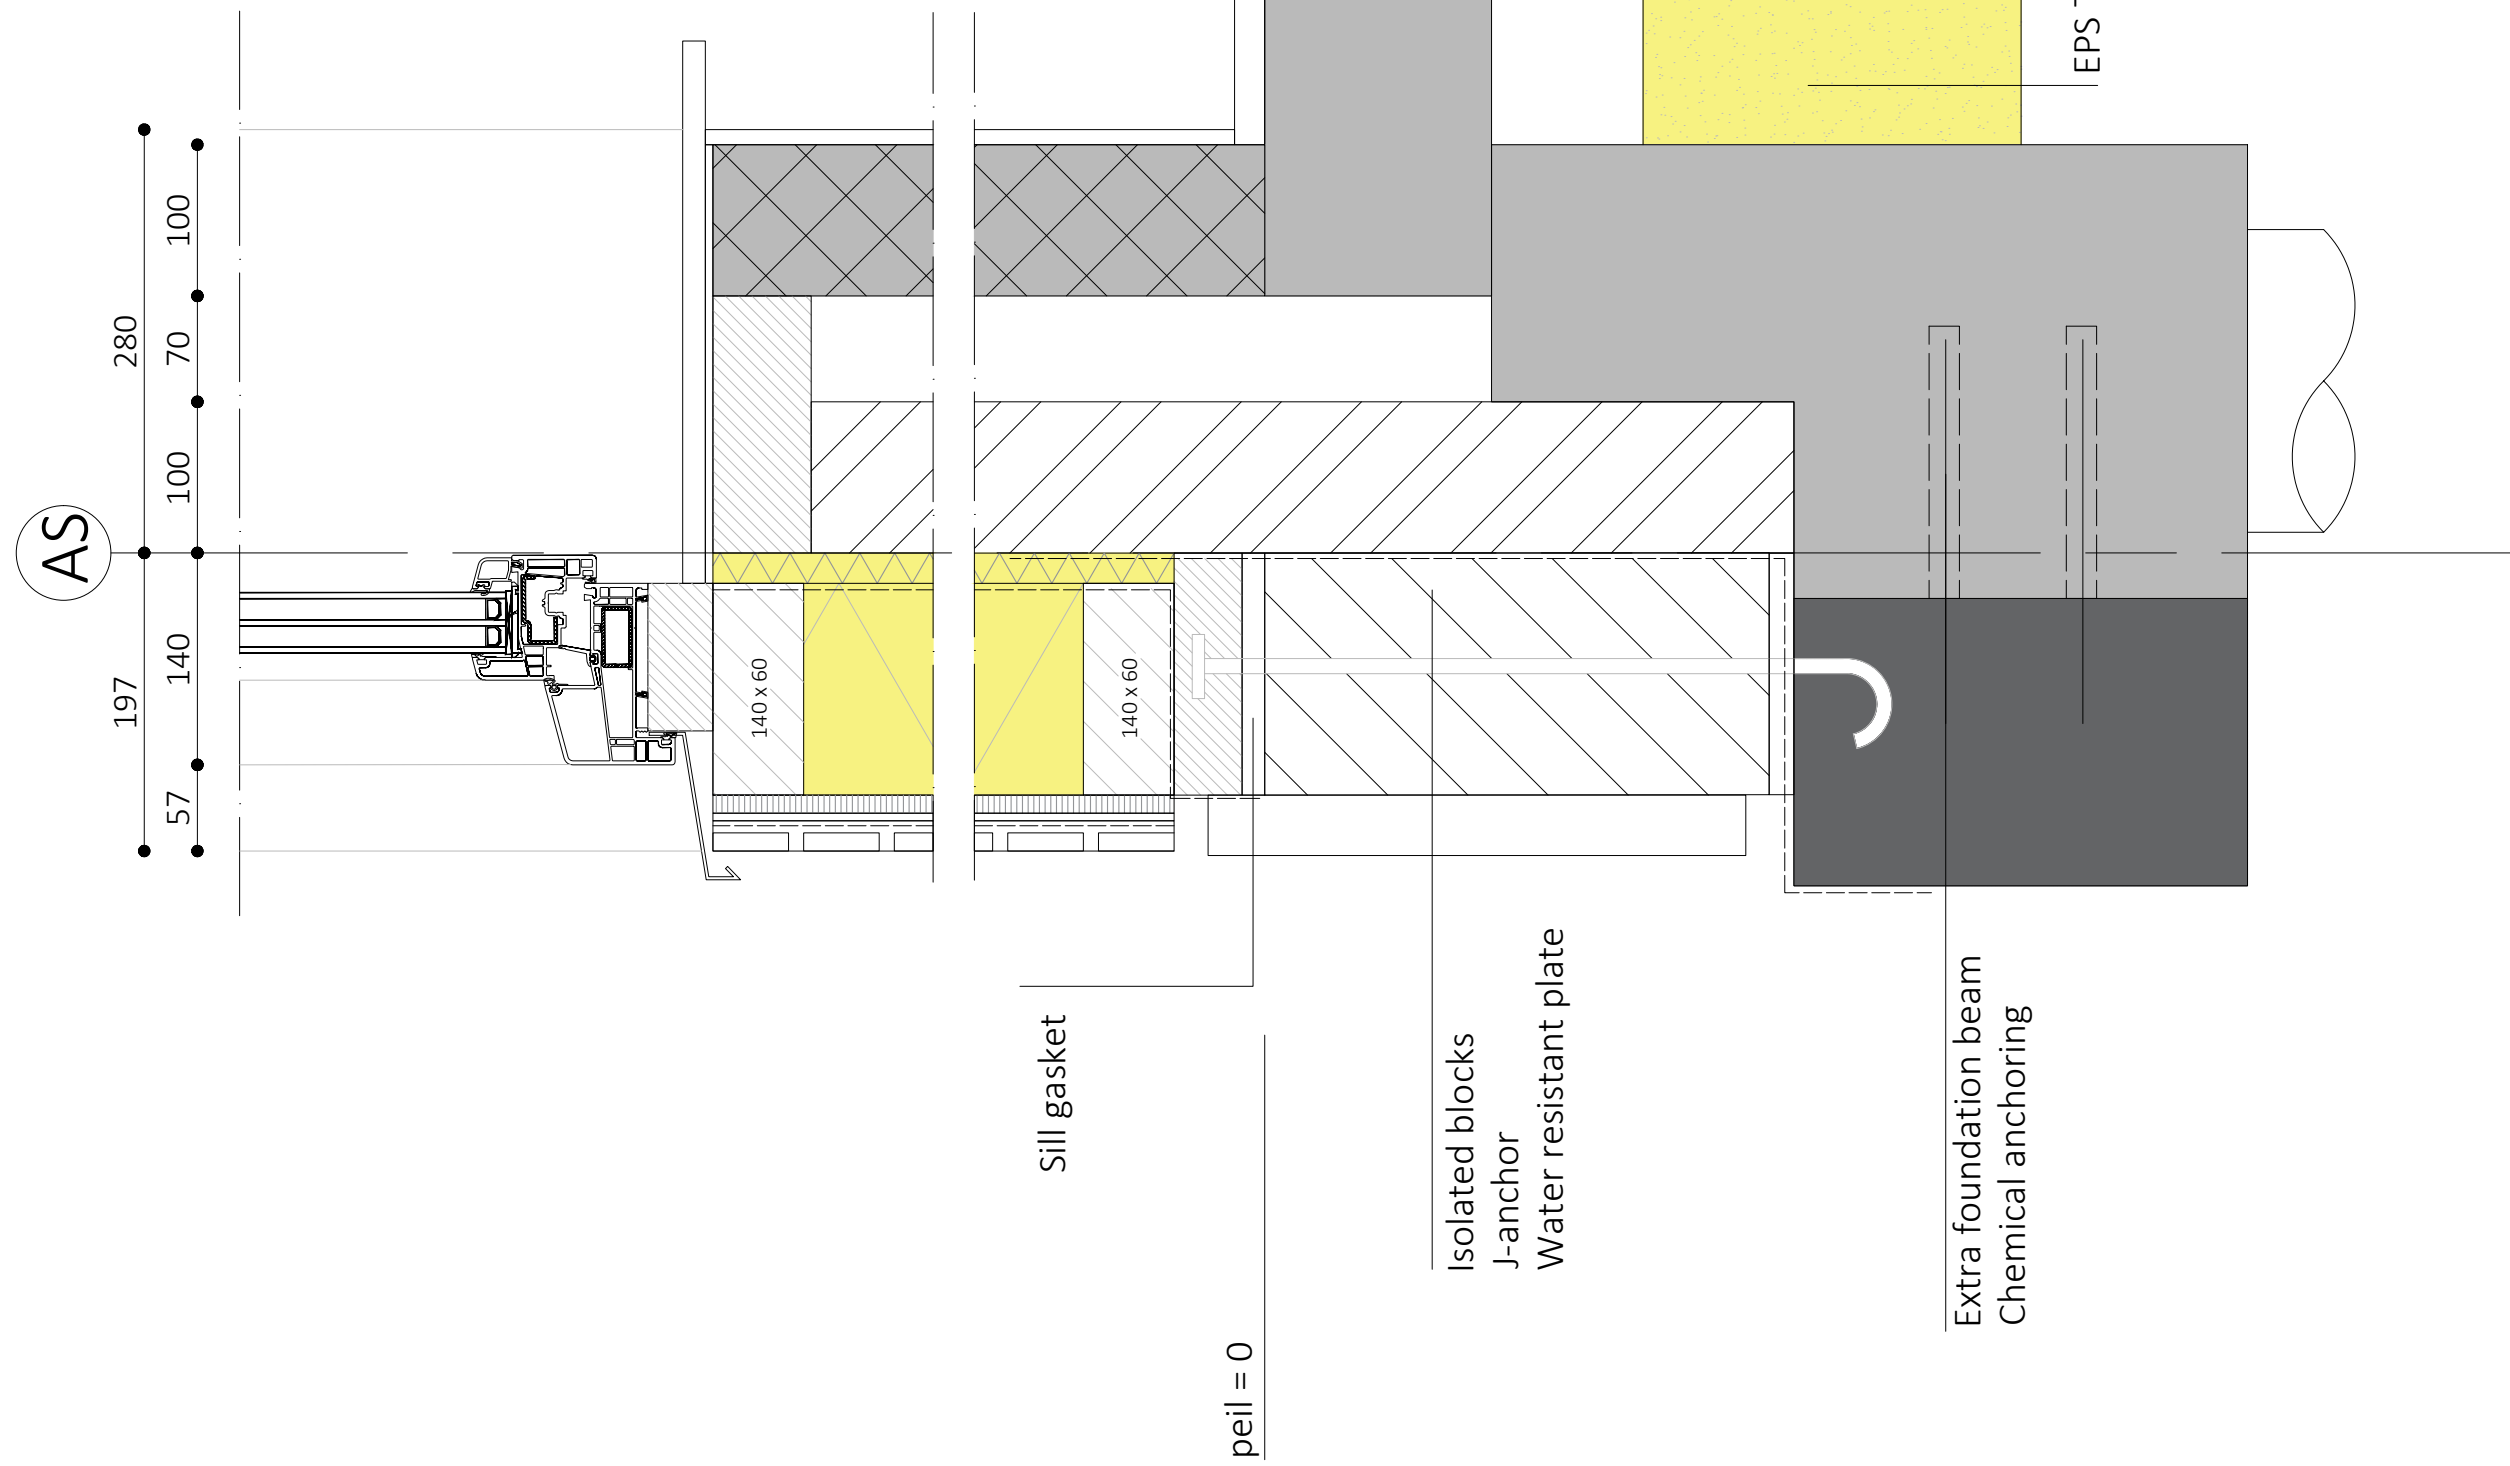 AS
280
197
100
70
100
140
57
140 x 60
140 x 60
Sill gasket
peil = 0
Isolated blocks
J-anchor
Water resistant plate
Extra foundation beam
Chemical anchoring
EPS